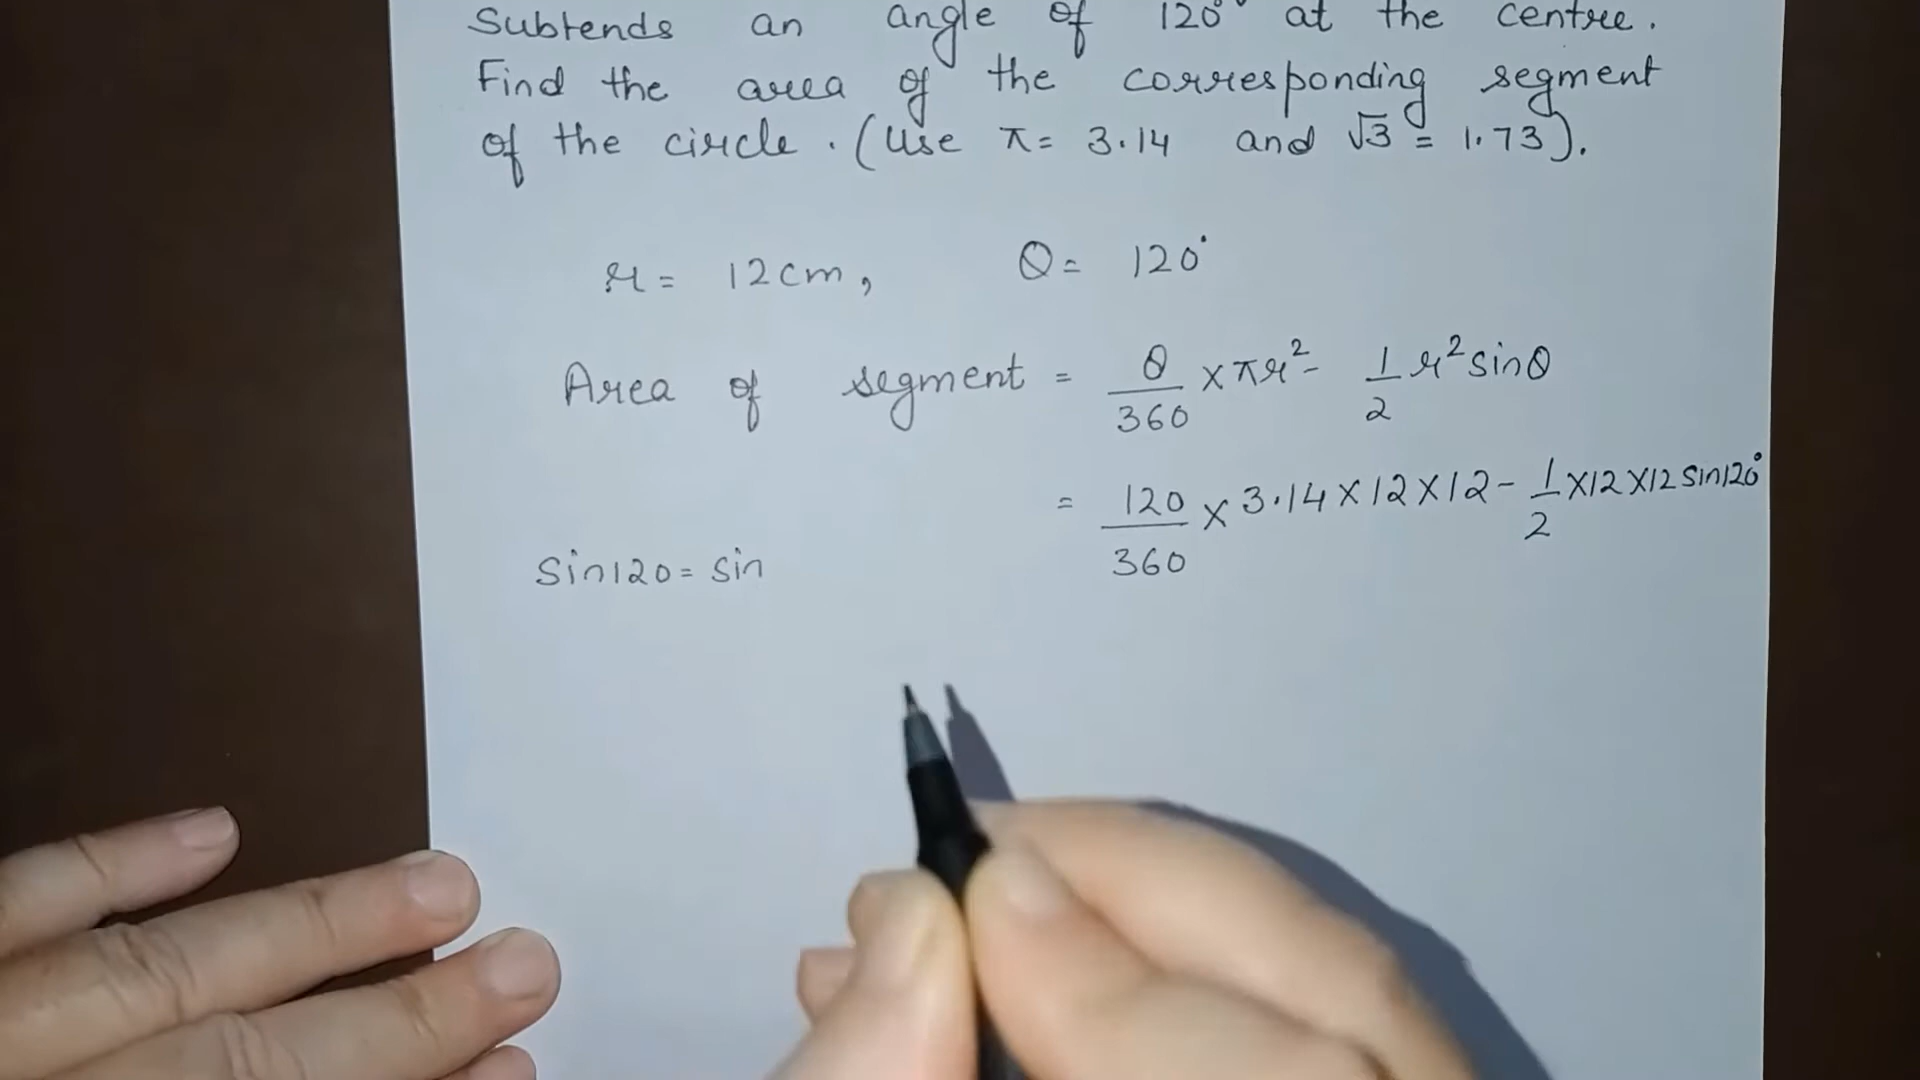 Subtends an angle of 120° at the centre.
Find the area of the corresponding segment
of the circle. (Use π = 3.14 and √3 = 1.73).
r = 12cm, θ = 120°
Area of segment = θ/360 × πr² - 1/2 r² sinθ
= 120/360 × 3.14 × 12 × 12 - 1/2 × 12 × 12 sin120°
Sin120 = sin